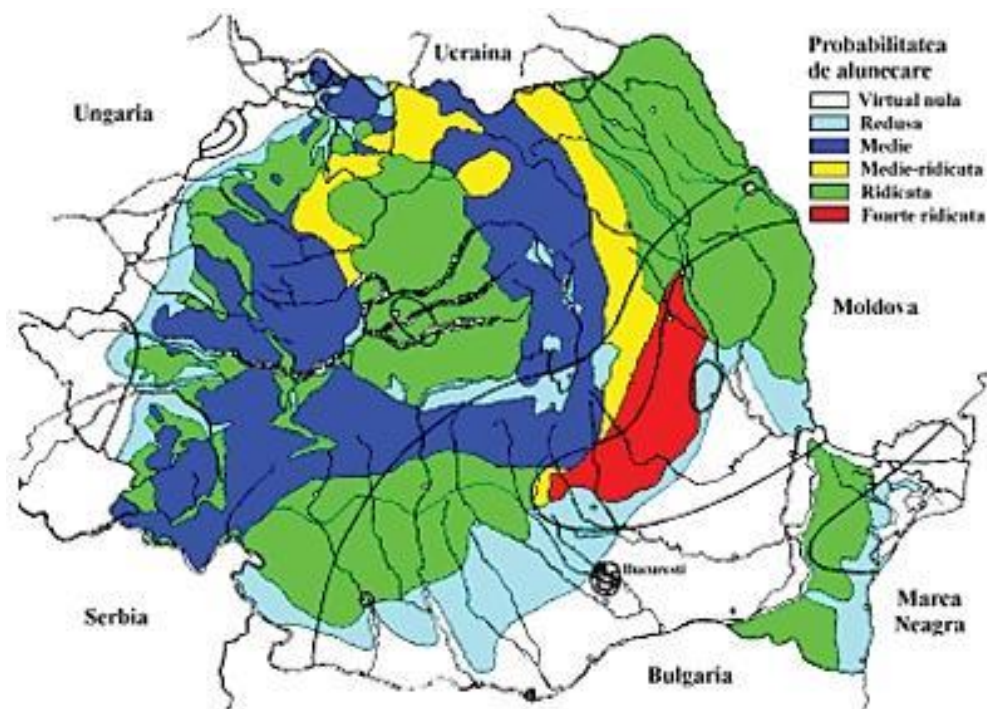 Ucraina
Ungaria
Probabilitatea
de alunecare
Virtual nula
Redusa
Medie
Medie-ridicata
Ridicata
Foarte ridicata
Moldova
Bucuresti
Serbia
Marea
Neagra
Bulgaria